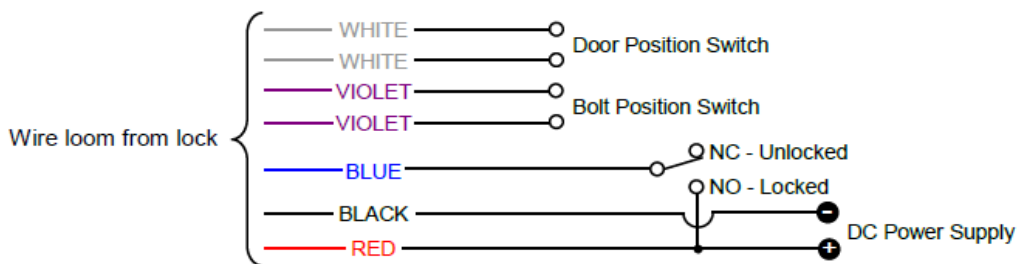 WHITE
Door Position Switch
WHITE
VIOLET
Bolt Position Switch
VIOLET
Wire loom from lock
NC - Unlocked
BLUE
NO - Locked
BLACK
-
DC Power Supply
RED
+